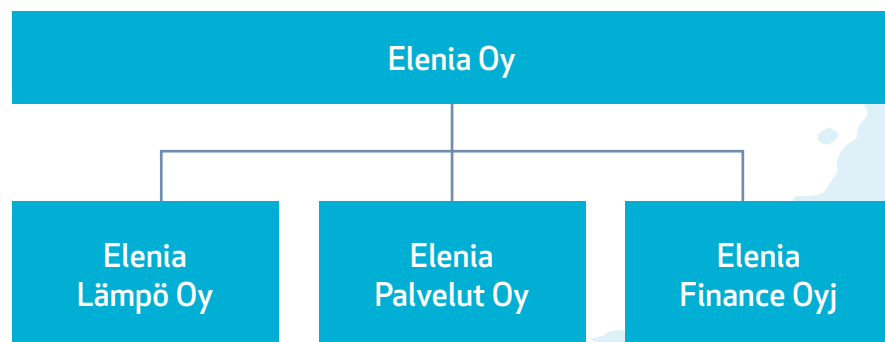 Elenia Oy
Elenia
Lämpö Oy
Elenia
Palvelut Oy
Elenia
Finance Oyj